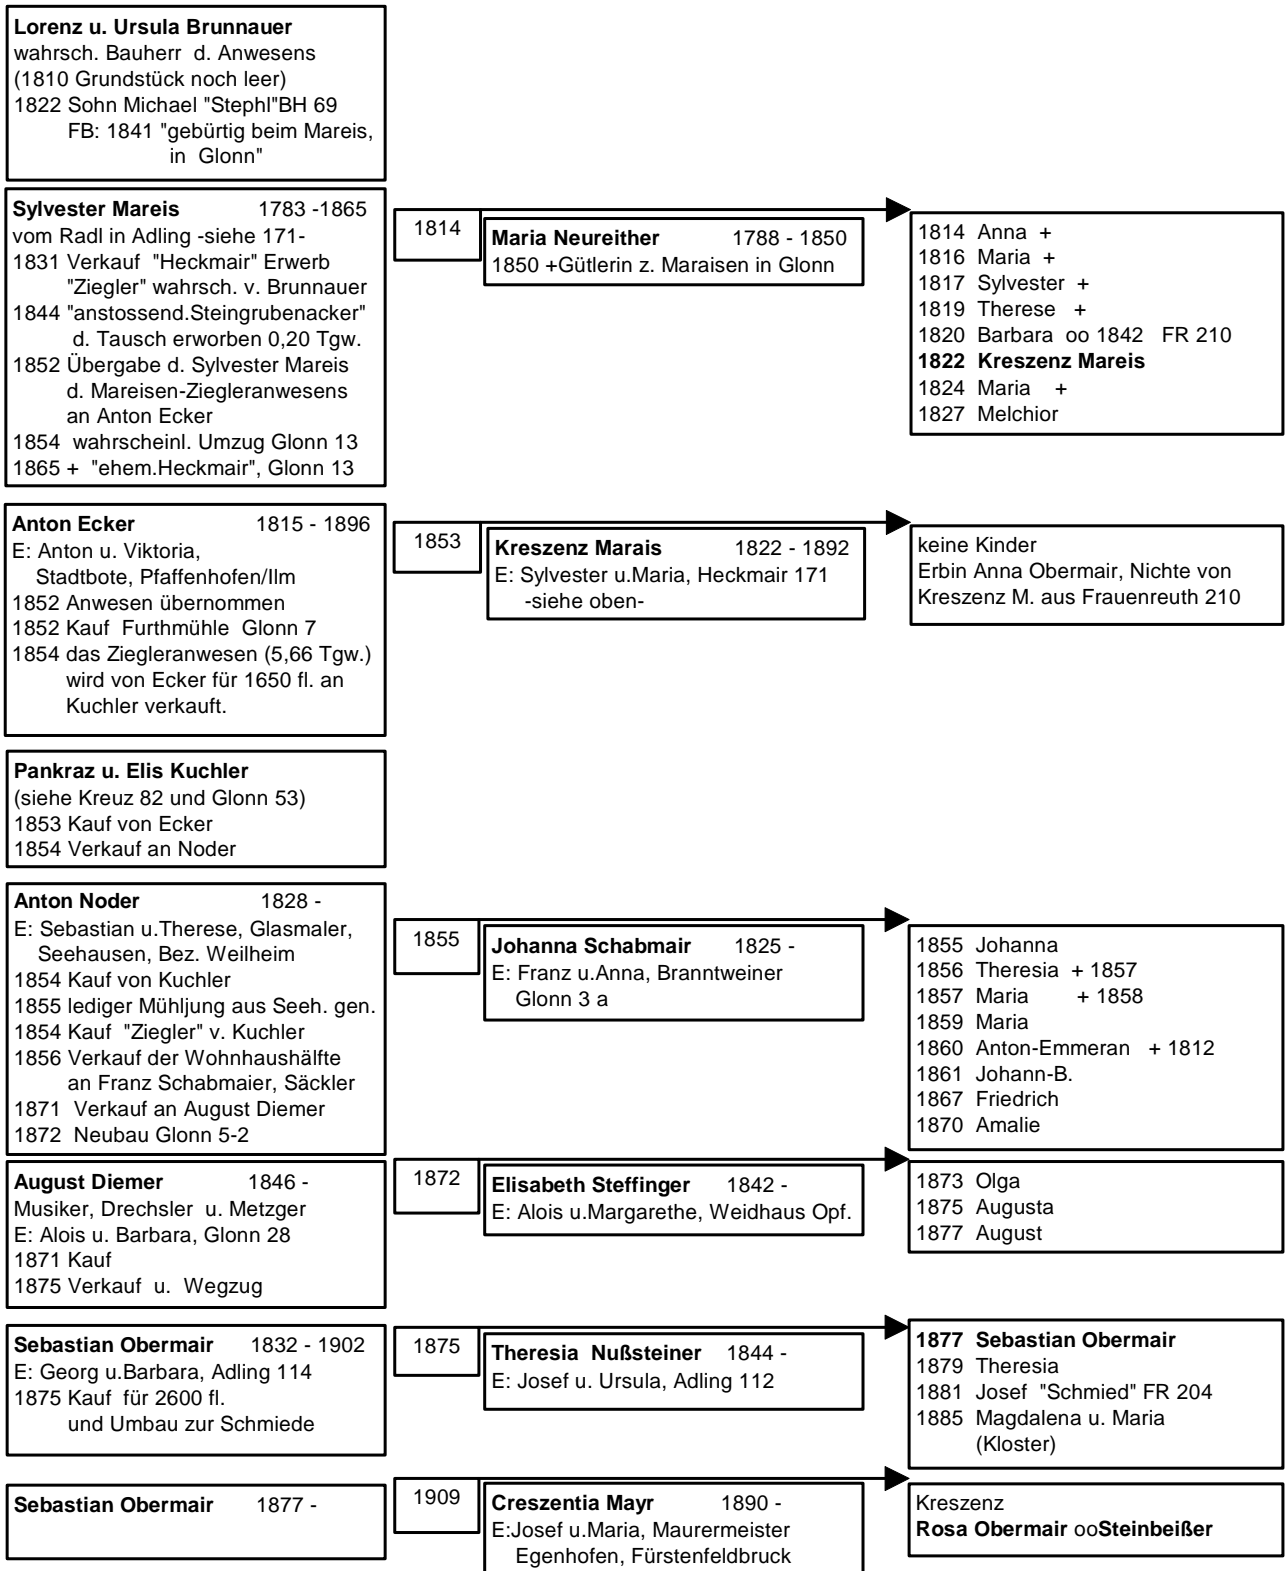 Lorenz u. Ursula Brunnauer
wahrsch. Bauherr d. Anwesens
(1810 Grundstück noch leer)
1822 Sohn Michael "Stephl"BH 69
FB: 1841 "gebürtig beim Mareis,
in Glonn"
Sylvester Mareis 1783 -1865
vom Radl in Adling -siehe 171-
1831 Verkauf "Heckmair" Erwerb
"Ziegler" wahrsch. v. Brunnauer
1844 "anstossend.Steingrubenacker"
d. Tausch erworben 0,20 Tgw.
1852 Übergabe d. Sylvester Mareis
d. Mareisen-Ziegleranwesens
an Anton Ecker
1854 wahrscheinl. Umzug Glonn 13
1865 + "ehem.Heckmair", Glonn 13
1814
Maria Neureither 1788 - 1850
1850 +Gütlerin z. Maraisen in Glonn
1814 Anna +
1816 Maria +
1817 Sylvester +
1819 Therese +
1820 Barbara oo 1842 FR 210
1822 Kreszenz Mareis
1824 Maria +
1827 Melchior
Anton Ecker 1815 - 1896
E: Anton u. Viktoria,
Stadtbote, Pfaffenhofen/Ilm
1852 Anwesen übernommen
1852 Kauf Furthmühle Glonn 7
1854 das Ziegleranwesen (5,66 Tgw.)
wird von Ecker für 1650 fl. an
Kuchler verkauft.
1853
Kreszenz Marais 1822 - 1892
E: Sylvester u.Maria, Heckmair 171
-siehe oben-
keine Kinder
Erbin Anna Obermair, Nichte von
Kreszenz M. aus Frauenreuth 210
Pankraz u. Elis Kuchler
(siehe Kreuz 82 und Glonn 53)
1853 Kauf von Ecker
1854 Verkauf an Noder
Anton Noder 1828 -
E: Sebastian u.Therese, Glasmaler,
Seehausen, Bez. Weilheim
1854 Kauf von Kuchler
1855 lediger Mühljung aus Seeh. gen.
1854 Kauf "Ziegler" v. Kuchler
1856 Verkauf der Wohnhaushälfte
an Franz Schabmaier, Säckler
1871 Verkauf an August Diemer
1872 Neubau Glonn 5-2
1855
Johanna Schabmair 1825 -
E: Franz u.Anna, Branntweiner
Glonn 3 a
1855 Johanna
1856 Theresia + 1857
1857 Maria + 1858
1859 Maria
1860 Anton-Emmeran + 1812
1861 Johann-B.
1867 Friedrich
1870 Amalie
August Diemer 1846 -
Musiker, Drechsler u. Metzger
E: Alois u. Barbara, Glonn 28
1871 Kauf
1875 Verkauf u. Wegzug
1872
Elisabeth Steffinger 1842 -
E: Alois u.Margarethe, Weidhaus Opf.
1873 Olga
1875 Augusta
1877 August
Sebastian Obermair 1832 - 1902
E: Georg u.Barbara, Adling 114
1875 Kauf für 2600 fl.
und Umbau zur Schmiede
1875
Theresia Nußsteiner 1844 -
E: Josef u. Ursula, Adling 112
1877 Sebastian Obermair
1879 Theresia
1881 Josef "Schmied" FR 204
1885 Magdalena u. Maria
(Kloster)
Sebastian Obermair 1877 -
1909
Creszentia Mayr 1890 -
E:Josef u.Maria, Maurermeister
Egenhofen, Fürstenfeldbruck
Kreszenz
Rosa Obermair ooSteinbeißer